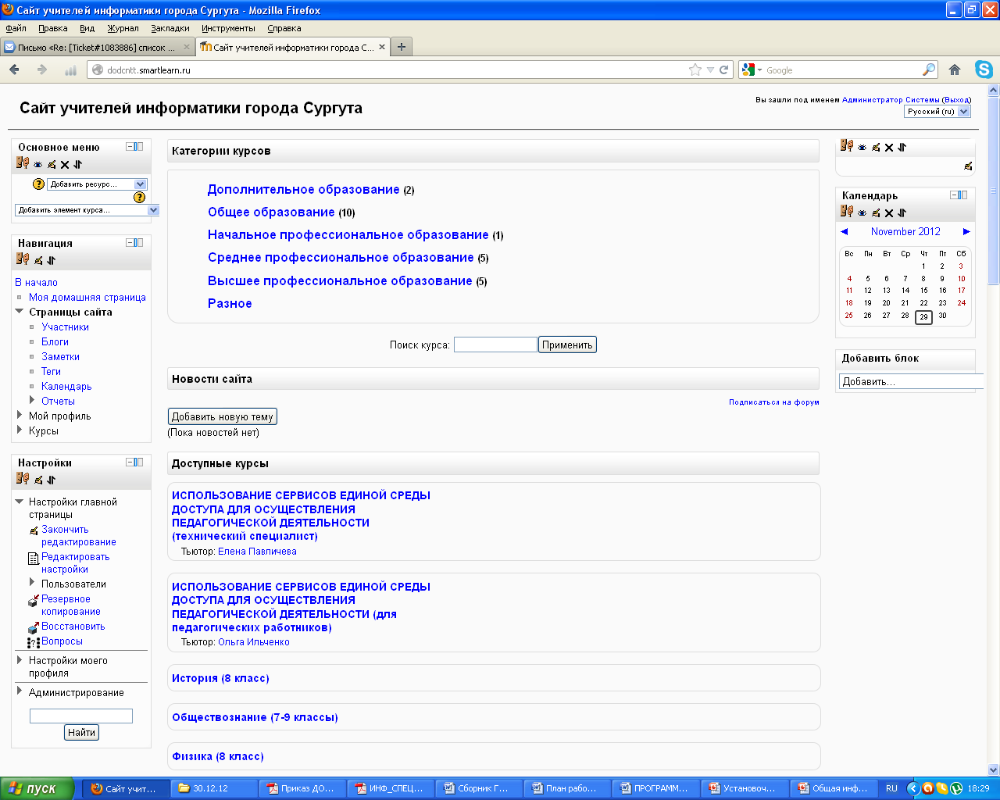 Сайт учителей информатики города Сургута - Mozilla Firefox
Файл Правка Вид Журнал Закладки Инструменты Справка
Письмо «Re: [Ticket#1083886] список ...
Сайт учителей информатики города С...
dodcntt.smartlearn.ru
Google
Сайт учителей информатики города Сургута
Вы зашли под именем Администратор Системы (Выход)
Русский (ru)
Основное меню
Добавить ресурс...
Добавить элемент курса...
Навигация
В начало
Моя домашняя страница
Страницы сайта
Участники
Блоги
Заметки
Теги
Календарь
Отчеты
Мой профиль
Курсы
Настройки
Настройки главной
страницы
Закончить
редактирование
Редактировать
настройки
Пользователи
Резервное
копирование
Восстановить
Вопросы
Настройки моего
профиля
Администрирование
Найти
Категории курсов
Дополнительное образование (2)
Общее образование (10)
Начальное профессиональное образование (1)
Среднее профессиональное образование (5)
Высшее профессиональное образование (5)
Разное
Поиск курса: Применить
Новости сайта
Подписаться на форум
Добавить новую тему
(Пока новостей нет)
Доступные курсы
ИСПОЛЬЗОВАНИЕ СЕРВИСОВ ЕДИНОЙ СРЕДЫ
ДОСТУПА ДЛЯ ОСУЩЕСТВЛЕНИЯ
ПЕДАГОГИЧЕСКОЙ ДЕЯТЕЛЬНОСТИ
(технический специалист)
Тьютор: Елена Павличева
ИСПОЛЬЗОВАНИЕ СЕРВИСОВ ЕДИНОЙ СРЕДЫ
ДОСТУПА ДЛЯ ОСУЩЕСТВЛЕНИЯ
ПЕДАГОГИЧЕСКОЙ ДЕЯТЕЛЬНОСТИ (для
педагогических работников)
Тьютор: Ольга Ильченко
История (8 класс)
Обществознание (7-9 классы)
Физика (8 класс)
Календарь
November 2012
Вс Пн Вт Ср Чт Пт Сб
1 2 3
4 5 6 7 8 9 10
11 12 13 14 15 16 17
18 19 20 21 22 23 24
25 26 27 28 29 30
Добавить блок
Добавить...
пуск
Сайт учит...
30.12.12
Приказ ДО...
ИНФ_СПЕЦ...
Сборник Г...
План рабо...
ПРОГРАММ...
Установоч...
Общая инф...
RU
18:29